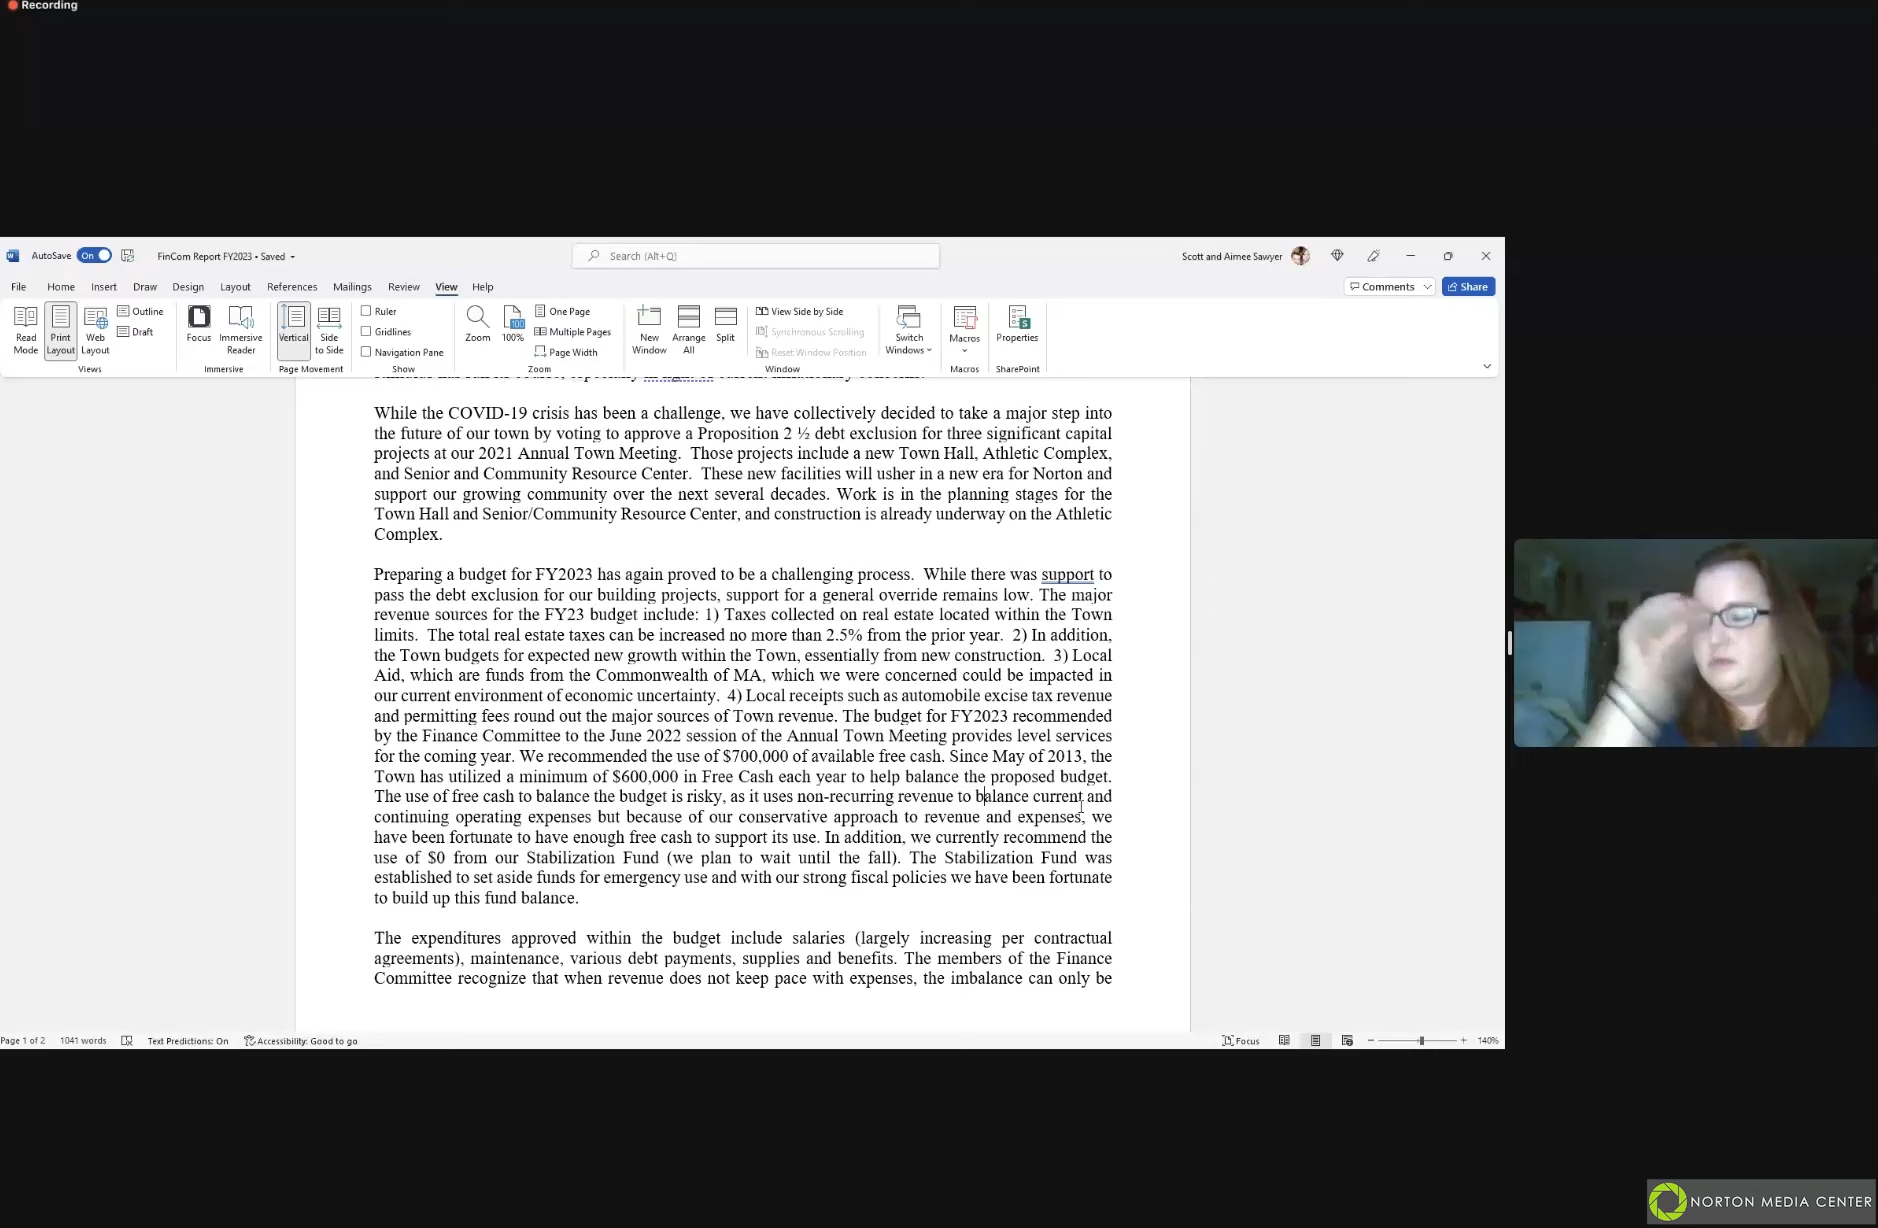 Recording
AutoSave On FinCom Report FY2023 • Saved Search (Alt+Q) Scott and Aimee Sawyer
File Home Insert Draw Design Layout References Mailings Review View Help Comments Share
Read Mode
Print Layout
Web Layout
Outline
Draft
Views
Focus
Immersive Reader
Immersive
Vertical
Side to Side
Page Movement
Ruler
Gridlines
Navigation Pane
Show
Zoom
100
100%
One Page
Multiple Pages
Page Width
Zoom
New Window
Arrange All
Split
View Side by Side
Synchronous Scrolling
Reset Window Position
Window
Switch Windows
Macros
Macros
Properties
SharePoint
While the COVID-19 crisis has been a challenge, we have collectively decided to take a major step into
the future of our town by voting to approve a Proposition 2 ½ debt exclusion for three significant capital
projects at our 2021 Annual Town Meeting. Those projects include a new Town Hall, Athletic Complex,
and Senior and Community Resource Center. These new facilities will usher in a new era for Norton and
support our growing community over the next several decades. Work is in the planning stages for the
Town Hall and Senior/Community Resource Center, and construction is already underway on the Athletic
Complex.
Preparing a budget for FY2023 has again proved to be a challenging process. While there was support to
pass the debt exclusion for our building projects, support for a general override remains low. The major
revenue sources for the FY23 budget include: 1) Taxes collected on real estate located within the Town
limits. The total real estate taxes can be increased no more than 2.5% from the prior year. 2) In addition,
the Town budgets for expected new growth within the Town, essentially from new construction. 3) Local
Aid, which are funds from the Commonwealth of MA, which we were concerned could be impacted in
our current environment of economic uncertainty. 4) Local receipts such as automobile excise tax revenue
and permitting fees round out the major sources of Town revenue. The budget for FY2023 recommended
by the Finance Committee to the June 2022 session of the Annual Town Meeting provides level services
for the coming year. We recommended the use of $700,000 of available free cash. Since May of 2013, the
Town has utilized a minimum of $600,000 in Free Cash each year to help balance the proposed budget.
The use of free cash to balance the budget is risky, as it uses non-recurring revenue to balance current and
continuing operating expenses but because of our conservative approach to revenue and expenses, we
have been fortunate to have enough free cash to support its use. In addition, we currently recommend the
use of $0 from our Stabilization Fund (we plan to wait until the fall). The Stabilization Fund was
established to set aside funds for emergency use and with our strong fiscal policies we have been fortunate
to build up this fund balance.
The expenditures approved within the budget include salaries (largely increasing per contractual
agreements), maintenance, various debt payments, supplies and benefits. The members of the Finance
Committee recognize that when revenue does not keep pace with expenses, the imbalance can only be
Page 1 of 2 1041 words Text Predictions: On Accessibility: Good to go Focus 140%
NORTON MEDIA CENTER